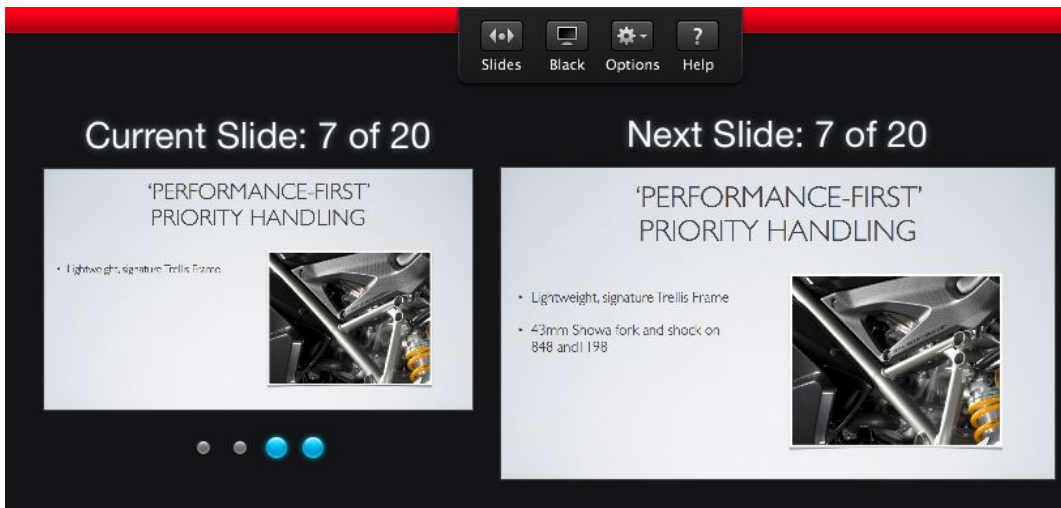 Slides Black Options Help
Current Slide: 7 of 20
'PERFORMANCE-FIRST'
PRIORITY HANDLING
• Lightweight, signature Trellis Frame
Next Slide: 7 of 20
'PERFORMANCE-FIRST'
PRIORITY HANDLING
• Lightweight, signature Trellis Frame
• 43mm Showa fork and shock on
848 and1198